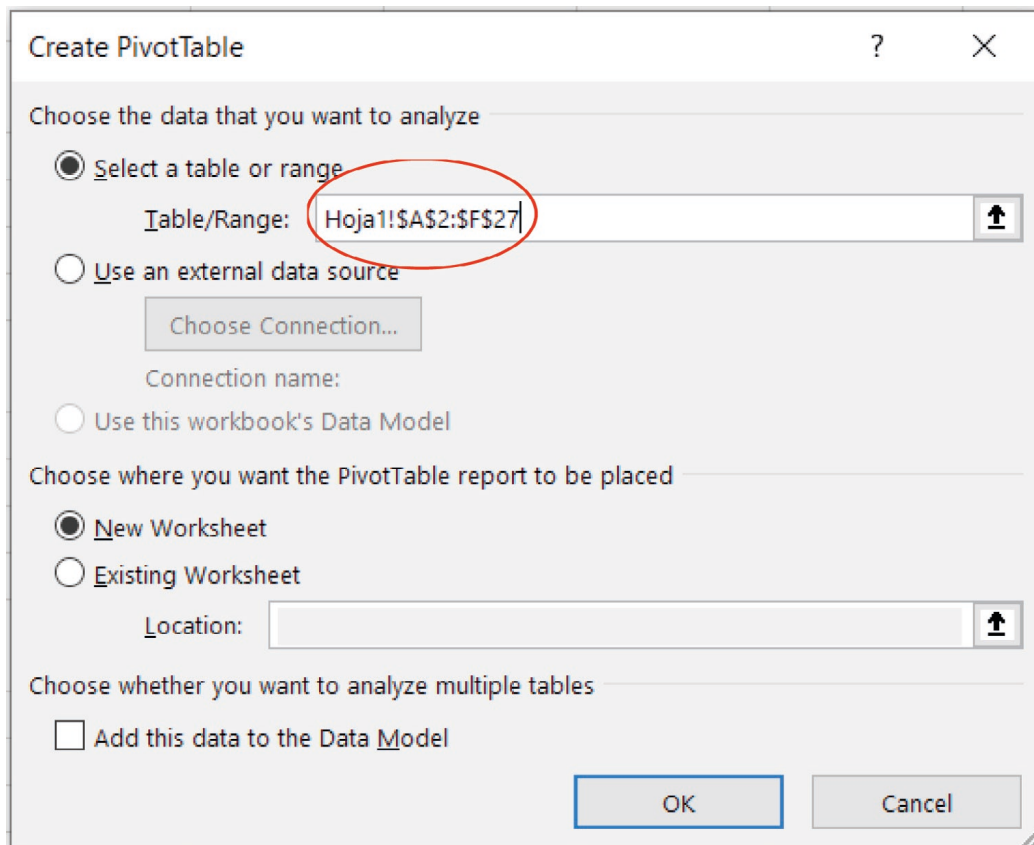 Create PivotTable ?
Choose the data that you want to analyze
Select a table or range
Table/Range: Hoja1!$A$2:$F$27
Use an external data source
Choose Connection...
Connection name:
Use this workbook's Data Model
Choose where you want the PivotTable report to be placed
New Worksheet
Existing Worksheet
Location:
Choose whether you want to analyze multiple tables
Add this data to the Data Model
OK Cancel